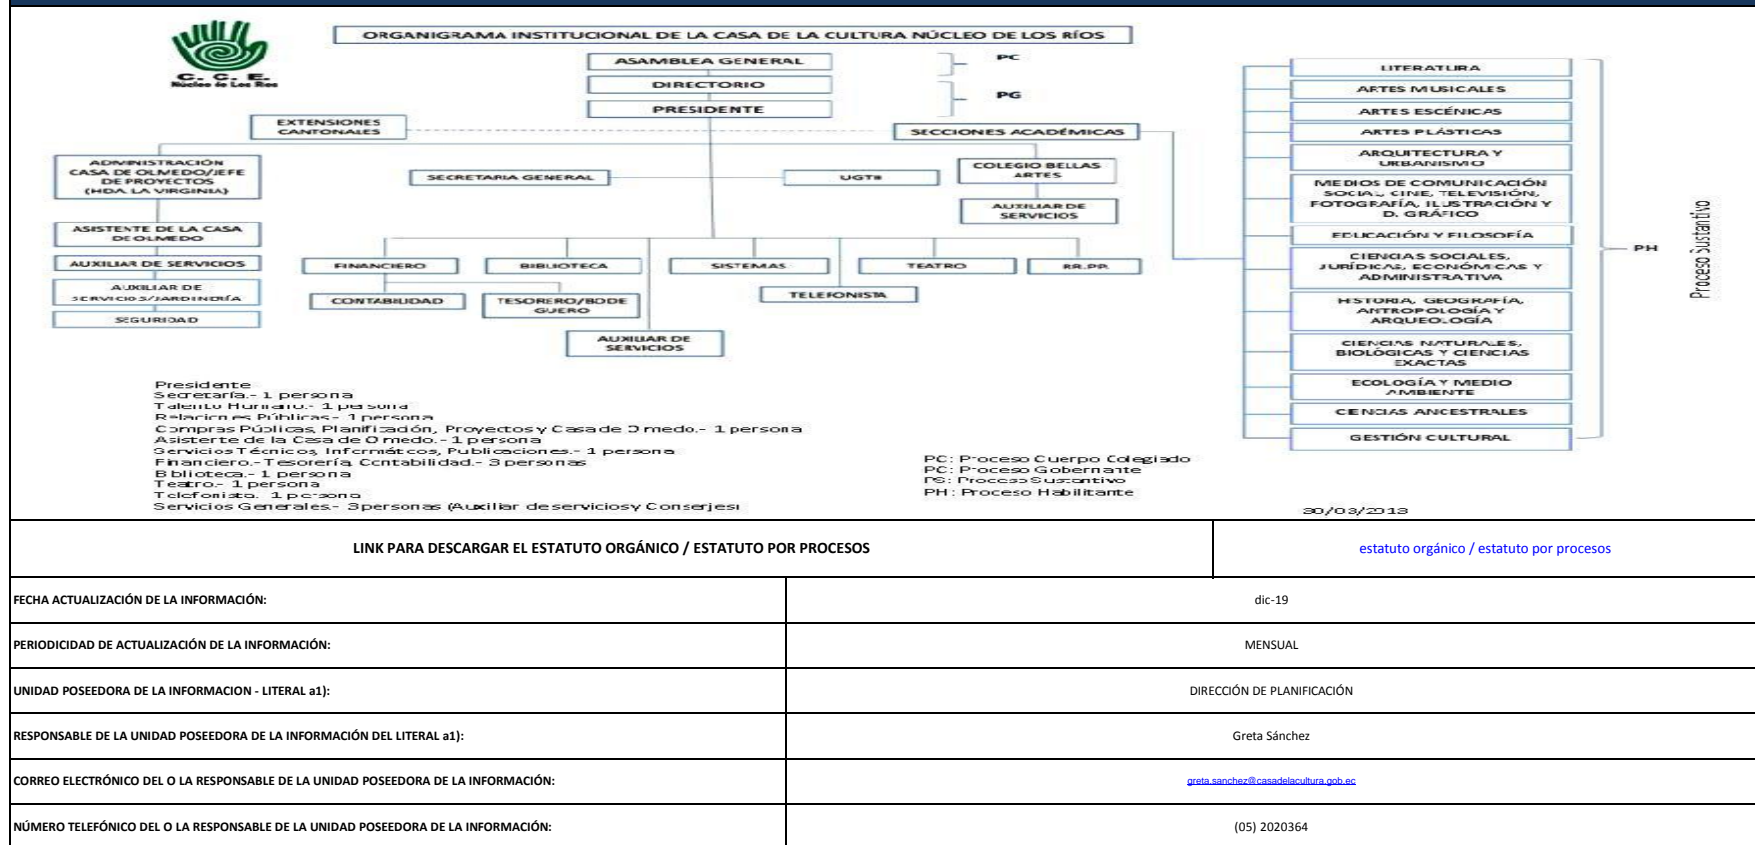 ORGANIGRAMA INSTITUCIONAL DE LA CASA DE LA CULTURA NÚCLEO DE LOS RÍOS
C. C. E.
Núcleo de Los Ríos
ASAMBLEA GENERAL
PC
DIRECTORIO
PG
PRESIDENTE
EXTENSIONES
CANTONALES
SECCIONES ACADÉMICAS
ADMINISTRACIÓN
CASA DE OLMEDO/JEFE
DE PROYECTOS
(HDA. LA VIRGINIA)
SECRETARIA GENERAL
UGTH
COLEGIO BELLAS
ARTES
AUXILIAR DE
SERVICIOS
ASISTENTE DE LA CASA
DE OLMEDO
AUXILIAR DE SERVICIOS
AUXILIAR DE
SERVICIOS/JARDINERÍA
SEGURIDAD
FINANCIERO
BIBLIOTECA
SISTEMAS
TEATRO
RR.PP.
CONTABILIDAD
TESORERO/BODE
GUERO
TELEFONISTA
AUXILIAR DE
SERVICIOS
LITERATURA
ARTES MUSICALES
ARTES ESCÉNICAS
ARTES PLÁSTICAS
ARQUITECTURA Y
URBANISMO
MEDIOS DE COMUNICACIÓN
SOCIAL, CINE, TELEVISIÓN,
FOTOGRAFÍA, ILUSTRACIÓN Y
D. GRÁFICO
EDUCACIÓN Y FILOSOFÍA
CIENCIAS SOCIALES,
JURÍDICAS, ECONÓMICAS Y
ADMINISTRATIVA
HISTORIA, GEOGRAFÍA,
ANTROPOLOGÍA Y
ARQUEOLOGÍA
CIENCIAS NATURALES,
BIOLÓGICAS Y CIENCIAS
EXACTAS
ECOLOGÍA Y MEDIO
AMBIENTE
CIENCIAS ANCESTRALES
GESTIÓN CULTURAL
PH
Proceso Sustantivo
Presidente
Secretaría.- 1 persona
Talento Humano.- 1 persona
Relaciones Públicas.- 1 persona
Compras Públicas, Planificación, Proyectos y Casa de Olmedo.- 1 persona
Asistente de la Casa de Olmedo.- 1 persona
Servicios Técnicos, Informáticos, Publicaciones.- 1 persona
Financiero.- Tesorería, Contabilidad.- 3 personas
Biblioteca.- 1 persona
Teatro.- 1 persona
Telefonista.- 1 persona
Servicios Generales.- 3 personas (Auxiliar de servicios y Conserjes)
PC: Proceso Cuerpo Colegiado
PC: Proceso Gobernante
PS: Proceso Sustantivo
PH: Proceso Habilitante
30/03/2013
LINK PARA DESCARGAR EL ESTATUTO ORGÁNICO / ESTATUTO POR PROCESOS
estatuto orgánico / estatuto por procesos
FECHA ACTUALIZACIÓN DE LA INFORMACIÓN:
dic-19
PERIODICIDAD DE ACTUALIZACIÓN DE LA INFORMACIÓN:
MENSUAL
UNIDAD POSEEDORA DE LA INFORMACION - LITERAL a1):
DIRECCIÓN DE PLANIFICACIÓN
RESPONSABLE DE LA UNIDAD POSEEDORA DE LA INFORMACIÓN DEL LITERAL a1):
Greta Sánchez
CORREO ELECTRÓNICO DEL O LA RESPONSABLE DE LA UNIDAD POSEEDORA DE LA INFORMACIÓN:
greta.sanchez@casadelacultura.gob.ec
NÚMERO TELEFÓNICO DEL O LA RESPONSABLE DE LA UNIDAD POSEEDORA DE LA INFORMACIÓN:
(05) 2020364